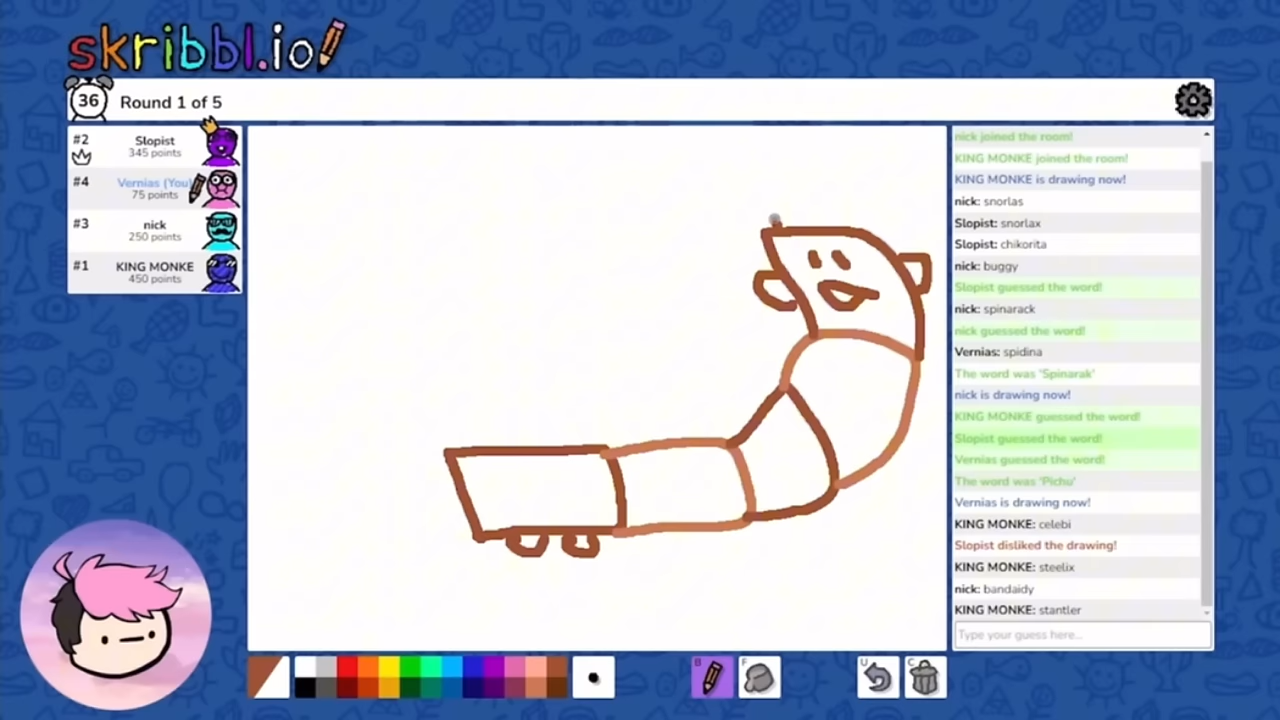 skribbl.io
36
Round 1 of 5
#2
Slopist
345 points
#4
Vernias (You)
75 points
#3
nick
250 points
#1
KING MONKE
450 points
nick joined the room!
KING MONKE joined the room!
KING MONKE is drawing now!
nick: snorlas
Slopist: snorlax
Slopist: chikorita
nick: buggy
Slopist guessed the word!
nick: spinarack
nick guessed the word!
Vernias: spidina
The word was 'Spinarak'
nick is drawing now!
KING MONKE guessed the word!
Slopist guessed the word!
Vernias guessed the word!
The word was 'Pichu'
Vernias is drawing now!
KING MONKE: celebi
Slopist disliked the drawing!
KING MONKE: steelix
nick: bandaidy
KING MONKE: stantler
Type your guess here...
B
F
U
C